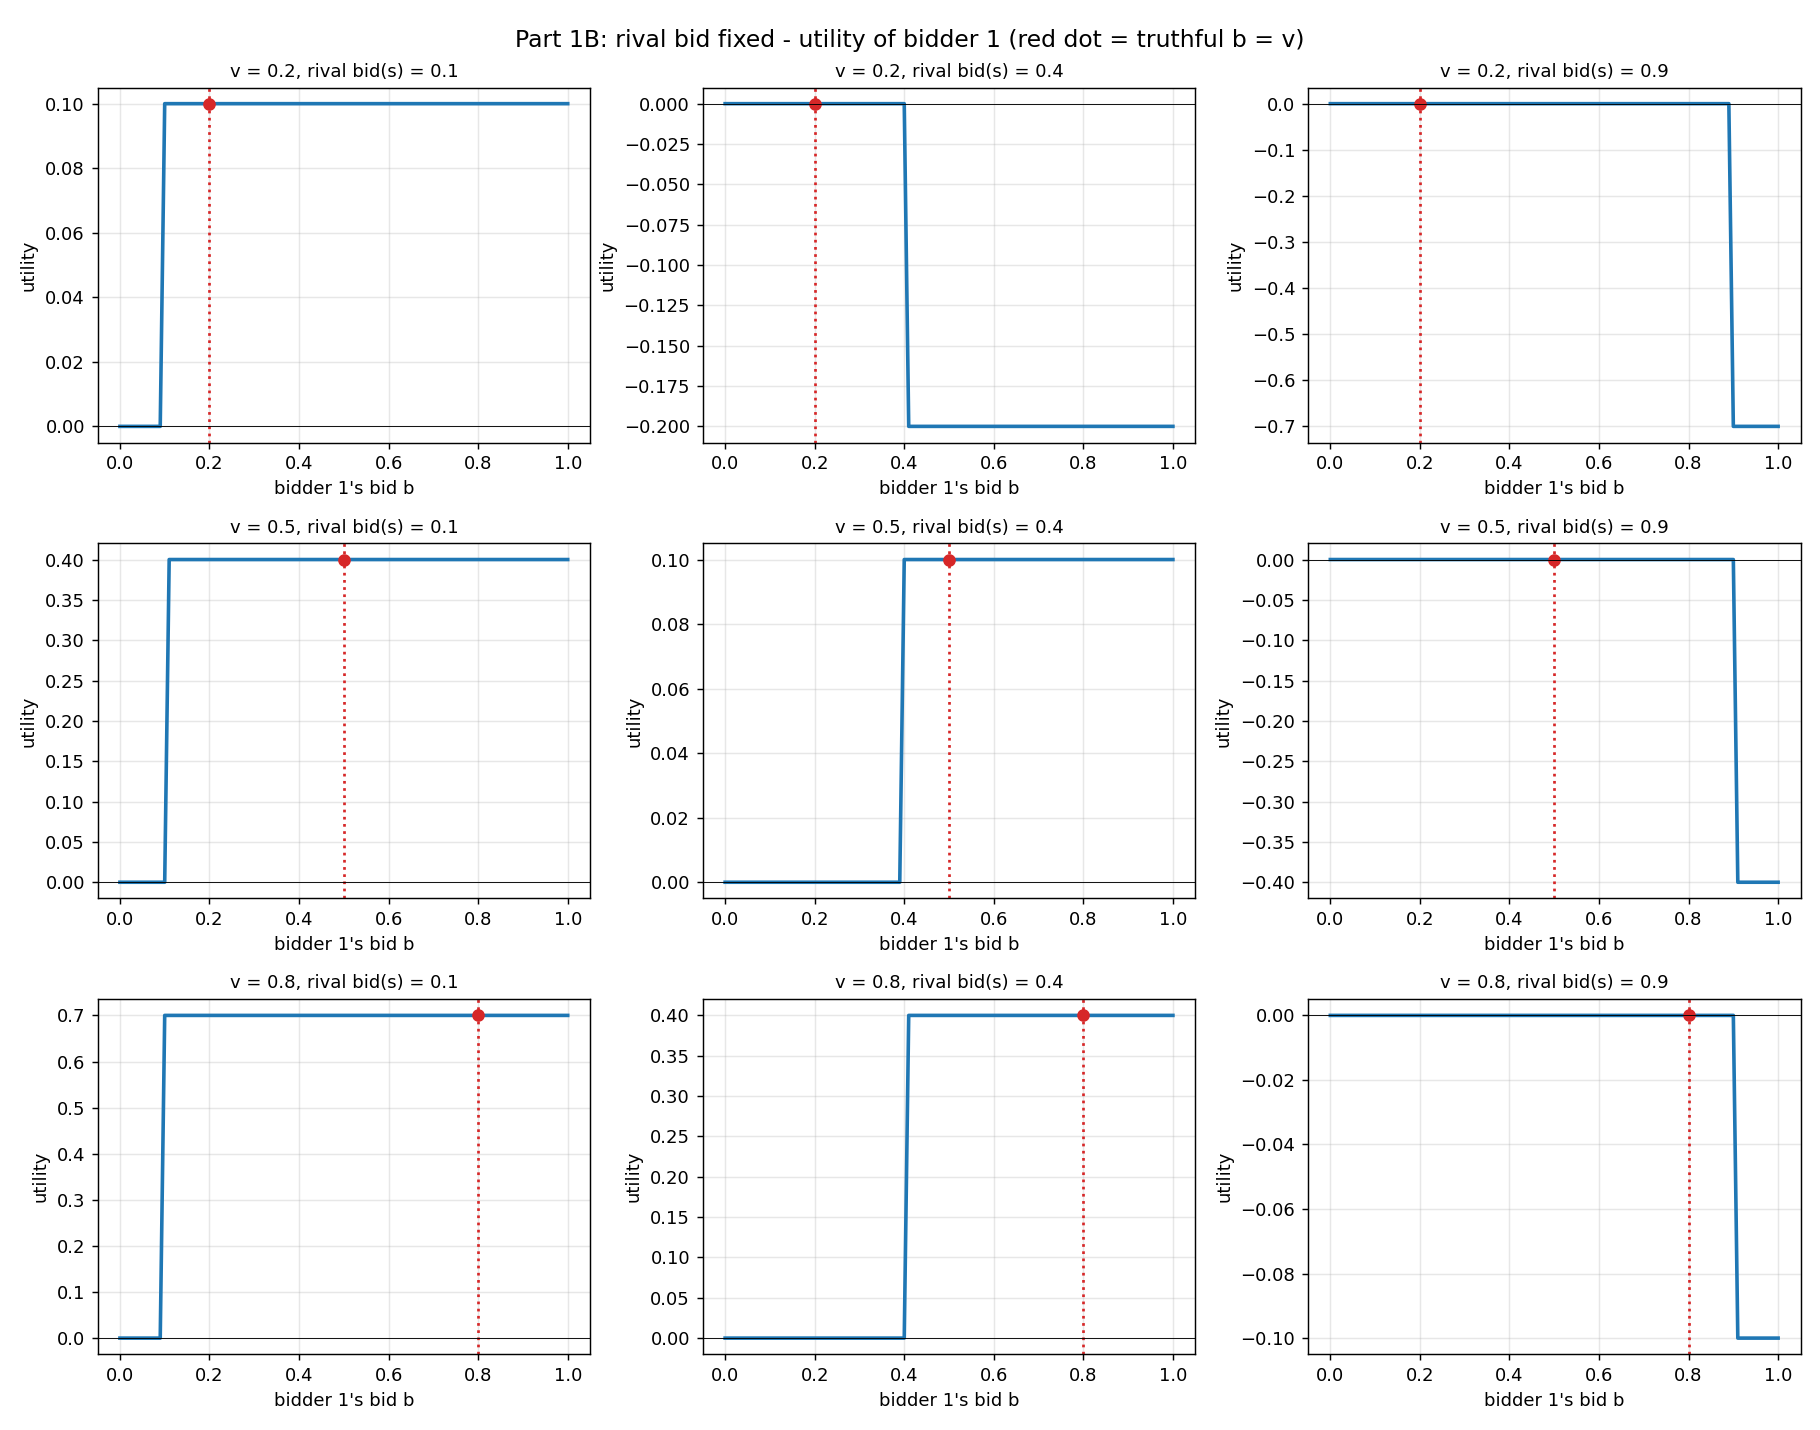 Part 1B: rival bid fixed - utility of bidder 1 (red dot = truthful b = v)
v = 0.2, rival bid(s) = 0.1
utility
0.10
0.08
0.06
0.04
0.02
0.00
0.0 0.2 0.4 0.6 0.8 1.0
bidder 1's bid b
v = 0.2, rival bid(s) = 0.4
utility
0.000
−0.025
−0.050
−0.075
−0.100
−0.125
−0.150
−0.175
−0.200
0.0 0.2 0.4 0.6 0.8 1.0
bidder 1's bid b
v = 0.2, rival bid(s) = 0.9
utility
0.0
−0.1
−0.2
−0.3
−0.4
−0.5
−0.6
−0.7
0.0 0.2 0.4 0.6 0.8 1.0
bidder 1's bid b
v = 0.5, rival bid(s) = 0.1
utility
0.40
0.35
0.30
0.25
0.20
0.15
0.10
0.05
0.00
0.0 0.2 0.4 0.6 0.8 1.0
bidder 1's bid b
v = 0.5, rival bid(s) = 0.4
utility
0.10
0.08
0.06
0.04
0.02
0.00
0.0 0.2 0.4 0.6 0.8 1.0
bidder 1's bid b
v = 0.5, rival bid(s) = 0.9
utility
0.00
−0.05
−0.10
−0.15
−0.20
−0.25
−0.30
−0.35
−0.40
0.0 0.2 0.4 0.6 0.8 1.0
bidder 1's bid b
v = 0.8, rival bid(s) = 0.1
utility
0.7
0.6
0.5
0.4
0.3
0.2
0.1
0.0
0.0 0.2 0.4 0.6 0.8 1.0
bidder 1's bid b
v = 0.8, rival bid(s) = 0.4
utility
0.40
0.35
0.30
0.25
0.20
0.15
0.10
0.05
0.00
0.0 0.2 0.4 0.6 0.8 1.0
bidder 1's bid b
v = 0.8, rival bid(s) = 0.9
utility
0.00
−0.02
−0.04
−0.06
−0.08
−0.10
0.0 0.2 0.4 0.6 0.8 1.0
bidder 1's bid b